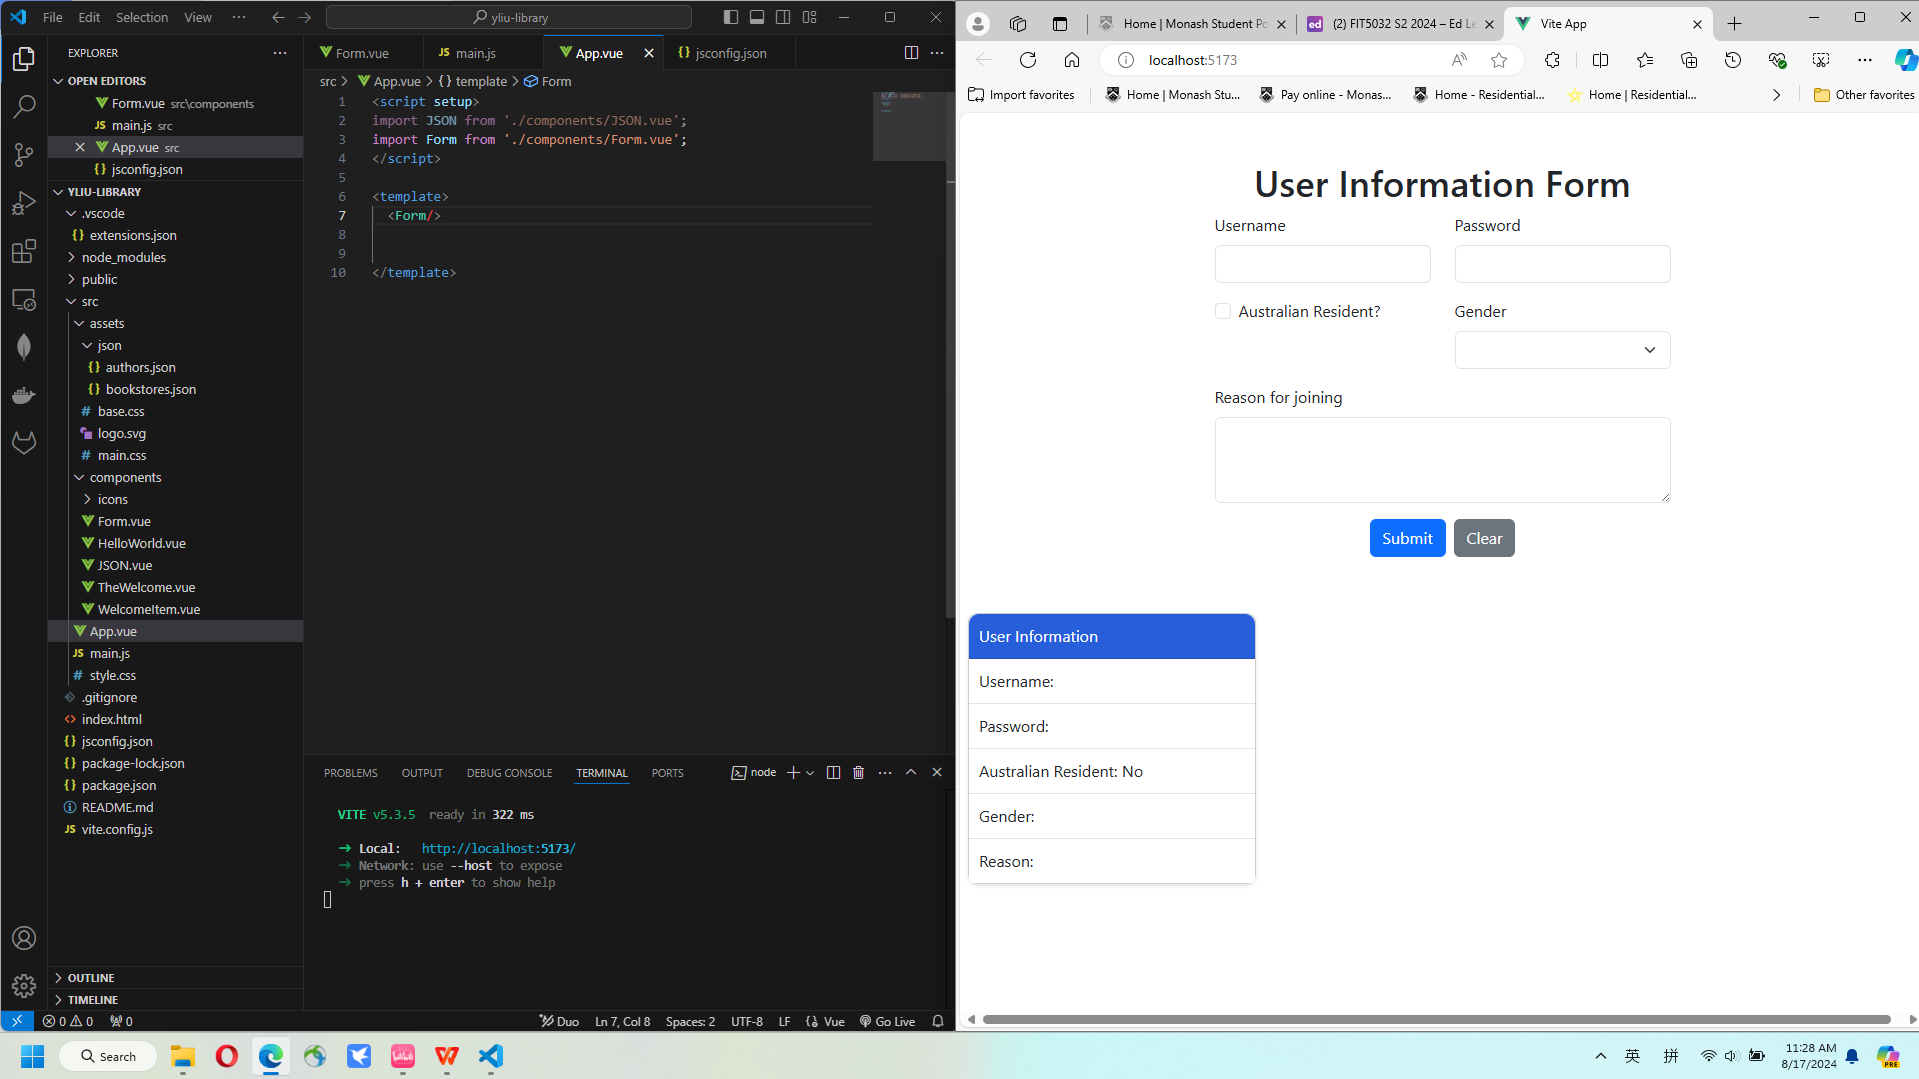 File Edit Selection View ··· yliu-library
EXPLORER
OPEN EDITORS
Form.vue src\components
main.js src
App.vue src
jsconfig.json
YLIU-LIBRARY
.vscode
extensions.json
node_modules
public
src
assets
json
authors.json
bookstores.json
base.css
logo.svg
main.css
components
icons
Form.vue
HelloWorld.vue
JSON.vue
TheWelcome.vue
WelcomeItem.vue
App.vue
main.js
style.css
.gitignore
index.html
jsconfig.json
package-lock.json
package.json
README.md
vite.config.js
OUTLINE
TIMELINE
Form.vue main.js App.vue jsconfig.json
src > App.vue > {} template > Form
1 <script setup>
2 import JSON from './components/JSON.vue';
3 import Form from './components/Form.vue';
4 </script>
5
6 <template>
7 <Form/>
8
9
10 </template>
PROBLEMS OUTPUT DEBUG CONSOLE TERMINAL PORTS node
VITE v5.3.5 ready in 322 ms
➜ Local: http://localhost:5173/
➜ Network: use --host to expose
➜ press h + enter to show help
0 0 0 Duo Ln 7, Col 8 Spaces: 2 UTF-8 LF {} Vue Go Live
Home | Monash Student Po (2) FIT5032 S2 2024 – Ed Le Vite App
localhost:5173
Import favorites Home | Monash Stu... Pay online - Monas... Home - Residential... Home | Residential... Other favorites
User Information Form
Username Password
Australian Resident? Gender
Reason for joining
Submit Clear
User Information
Username:
Password:
Australian Resident: No
Gender:
Reason:
Search 英 拼 11:28 AM
8/17/2024